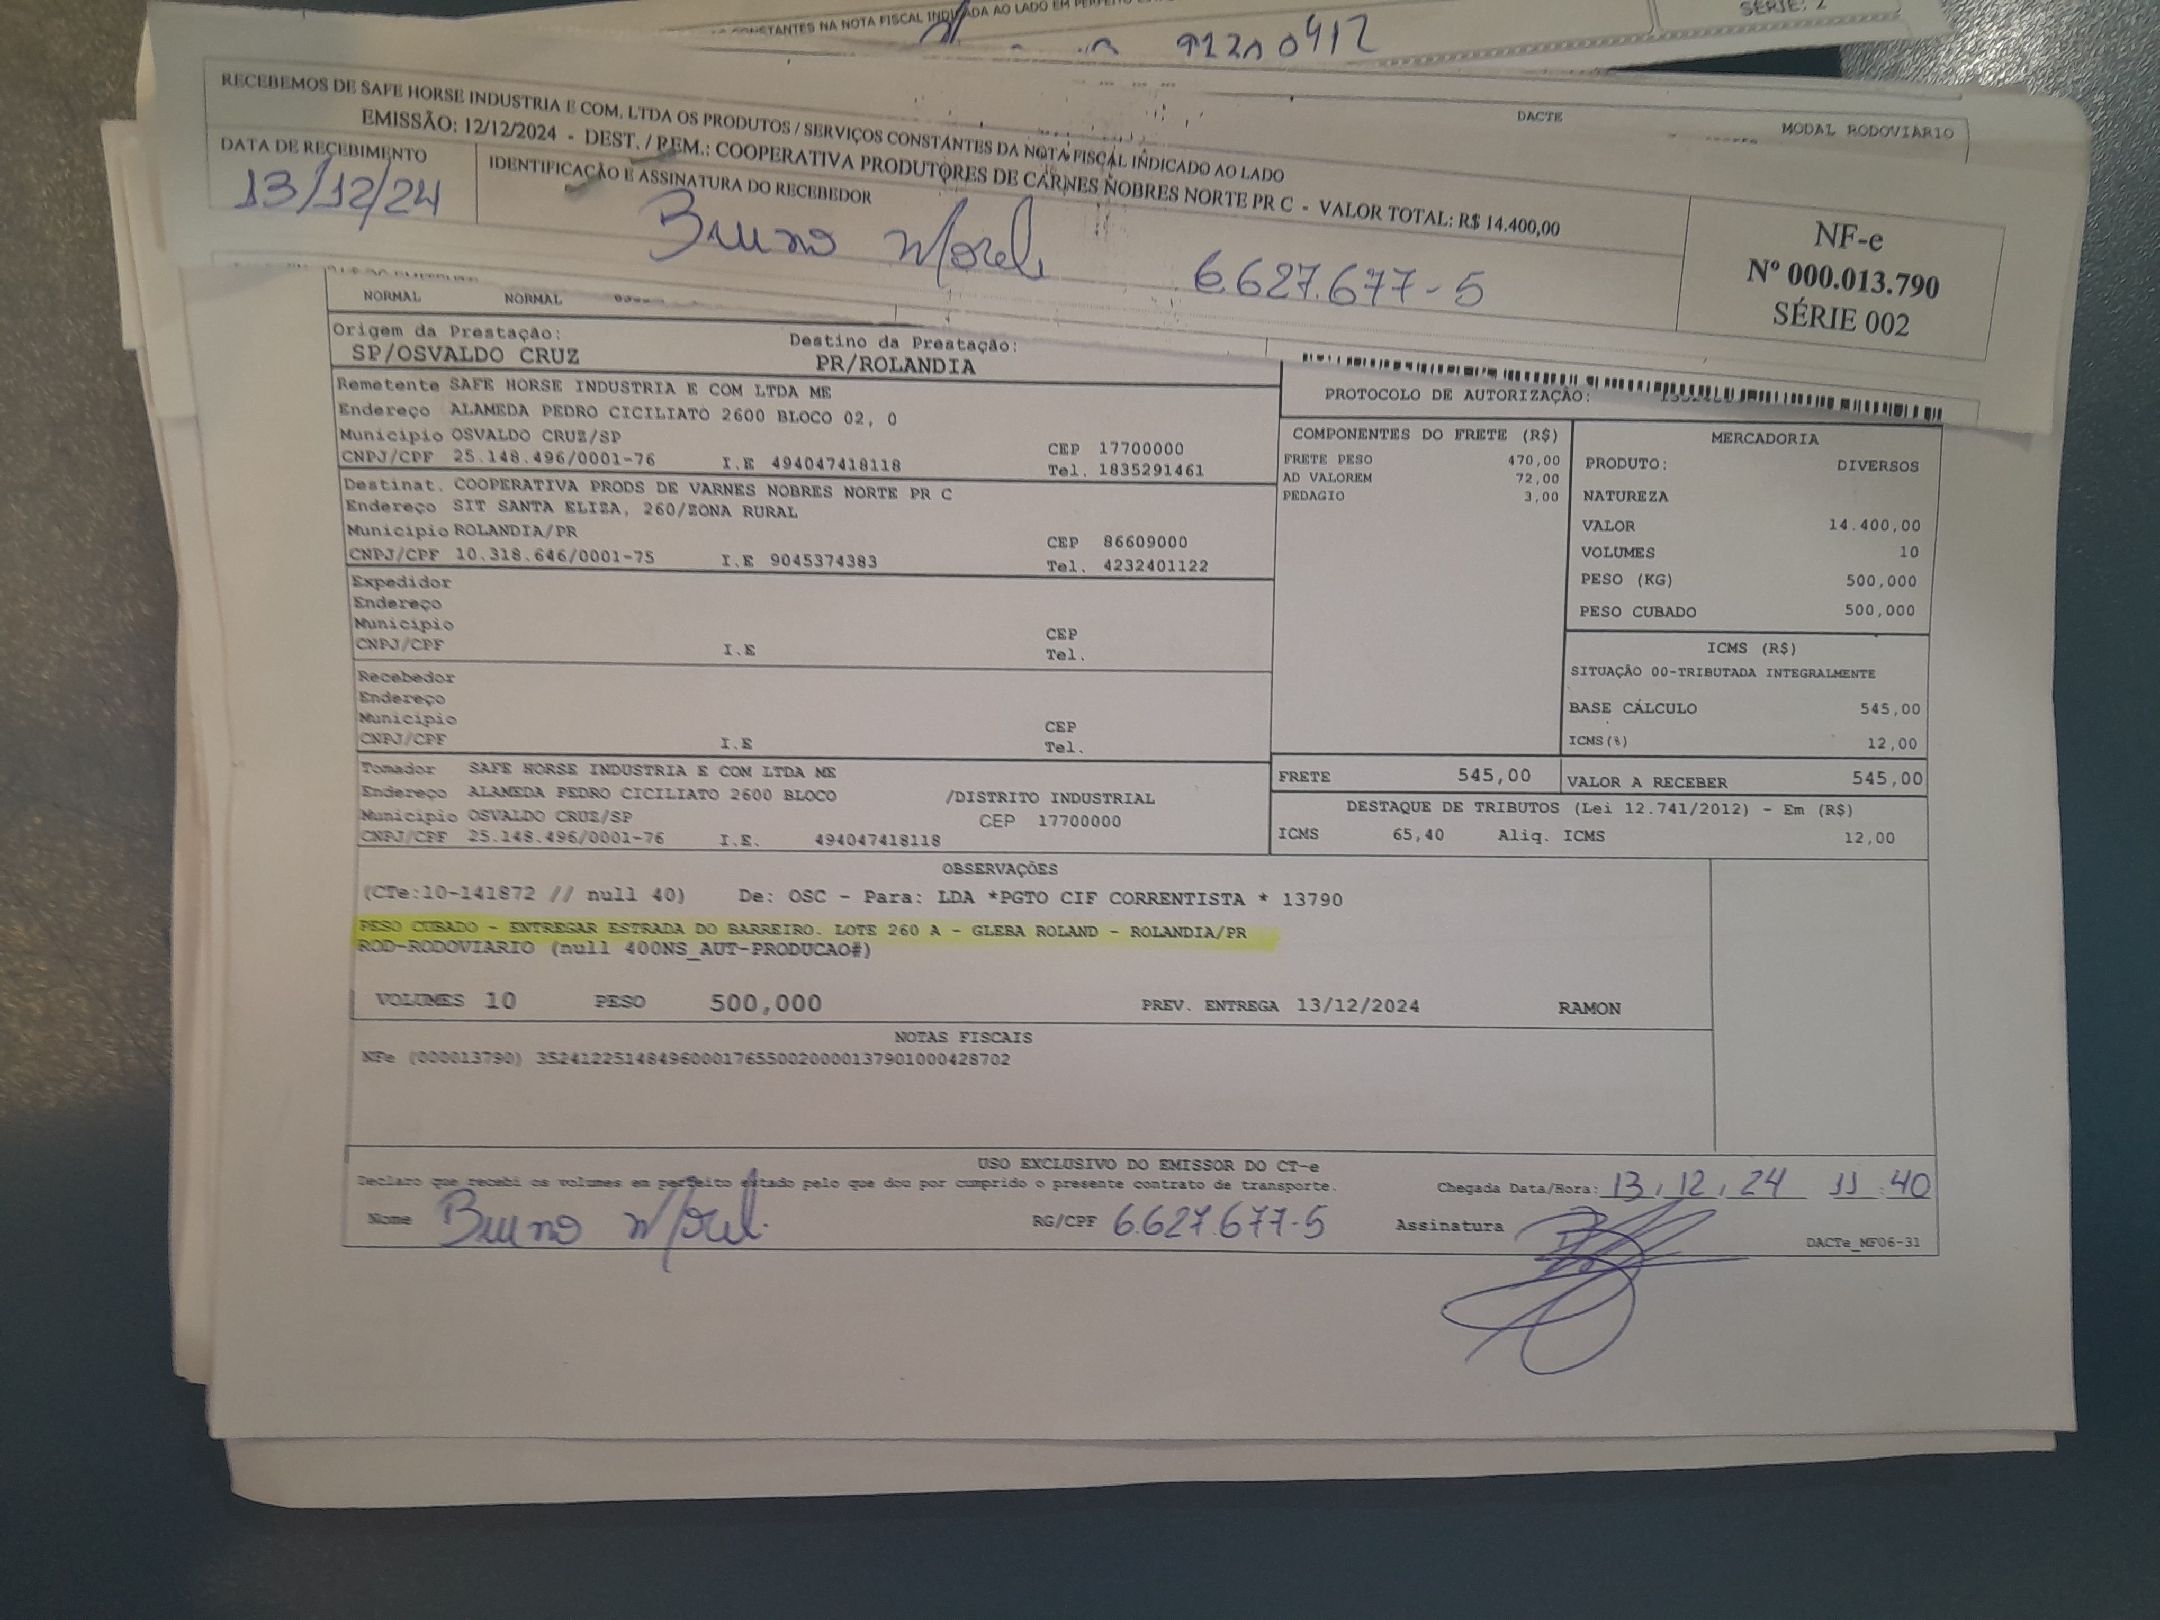 CONSTANTES NA NOTA FISCAL INDICADA AO LADO EM PERFEITO
SÉRIE: 2
91200412
RECEBEMOS DE SAFE HORSE INDUSTRIA E COM. LTDA OS PRODUTOS / SERVIÇOS CONSTANTES DA NOTA FISCAL INDICADO AO LADO
EMISSÃO: 12/12/2024 - DEST. / REM.: COOPERATIVA PRODUTORES DE CARNES NOBRES NORTE PR C - VALOR TOTAL: R$ 14.400,00
DACTE
MODAL RODOVIARIO
DATA DE RECEBIMENTO
13/12/24
IDENTIFICAÇÃO E ASSINATURA DO RECEBEDOR
Bruno Morel 6.627.677-5
NF-e
Nº 000.013.790
SÉRIE 002
NORMAL NORMAL
Origem da Prestação: Destino da Prestação:
SP/OSVALDO CRUZ PR/ROLANDIA
Remetente SAFE HORSE INDUSTRIA E COM LTDA ME
Endereço ALAMEDA PEDRO CICILIATO 2600 BLOCO 02, 0
Município OSVALDO CRUZ/SP CEP 17700000
CNPJ/CPF 25.148.496/0001-76 I.E 494047418118 Tel. 1835291461
Destinat. COOPERATIVA PRODS DE VARNES NOBRES NORTE PR C
Endereço SIT SANTA ELIZA, 260/ZONA RURAL
Município ROLANDIA/PR CEP 86609000
CNPJ/CPF 10.318.646/0001-75 I.E 9045374383 Tel. 4232401122
Expedidor
Endereço
Município CEP
CNPJ/CPF I.E Tel.
Recebedor
Endereço
Município CEP
CNPJ/CPF I.E Tel.
Tomador SAFE HORSE INDUSTRIA E COM LTDA ME
Endereço ALAMEDA PEDRO CICILIATO 2600 BLOCO /DISTRITO INDUSTRIAL
Município OSVALDO CRUZ/SP CEP 17700000
CNPJ/CPF 25.148.496/0001-76 I.E. 494047418118
PROTOCOLO DE AUTORIZAÇÃO:
COMPONENTES DO FRETE (R$)
FRETE PESO 470,00
AD VALOREM 72,00
PEDAGIO 3,00
MERCADORIA
PRODUTO: DIVERSOS
NATUREZA
VALOR 14.400,00
VOLUMES 10
PESO (KG) 500,000
PESO CUBADO 500,000
ICMS (R$)
SITUAÇÃO 00-TRIBUTADA INTEGRALMENTE
BASE CÁLCULO 545,00
ICMS(%) 12,00
FRETE 545,00 VALOR A RECEBER 545,00
DESTAQUE DE TRIBUTOS (Lei 12.741/2012) - Em (R$)
ICMS 65,40 Aliq. ICMS 12,00
OBSERVAÇÕES
(CTe:10-141872 // null 40) De: OSC - Para: LDA *PGTO CIF CORRENTISTA * 13790
PESO CUBADO - ENTREGAR ESTRADA DO BARREIRO. LOTE 260 A - GLEBA ROLAND - ROLANDIA/PR
ROD-RODOVIARIO (null 400NS_AUT-PRODUCAO#)
VOLUMES 10 PESO 500,000 PREV. ENTREGA 13/12/2024 RAMON
NOTAS FISCAIS
NFe (000013790) 35241225148496000176550020000137901000428702
USO EXCLUSIVO DO EMISSOR DO CT-e
Declaro que recebi os volumes em perfeito estado pelo que dou por cumprido o presente contrato de transporte. Chegada Data/Hora: 13, 12, 24 11:40
Nome Bruno Morel RG/CPF 6.627.677-5 Assinatura
DACTe_MF06-31